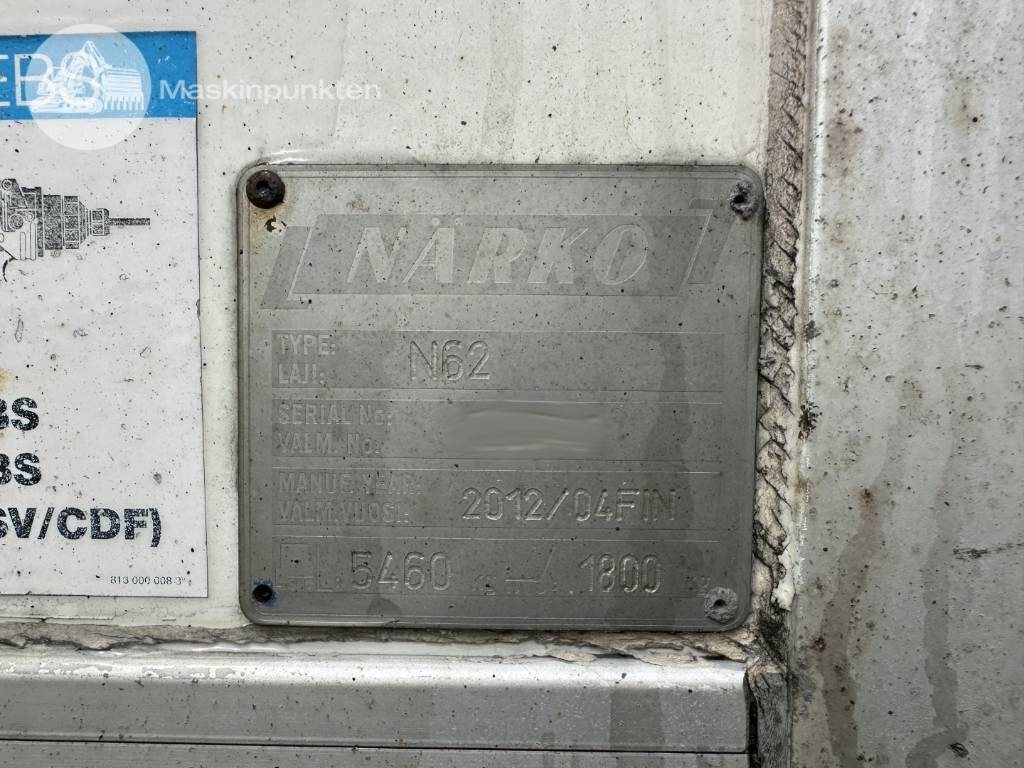 EBS
Maskinpunkten
BS
BS
SV/CDF)
813 000 008 3
NÄRKO
TYPE:
LAJI: N62
SERIAL No:
VALM. No.
MANUF. YEAR:
VALM.VUOSI: 2012/04FIN
5460 1800